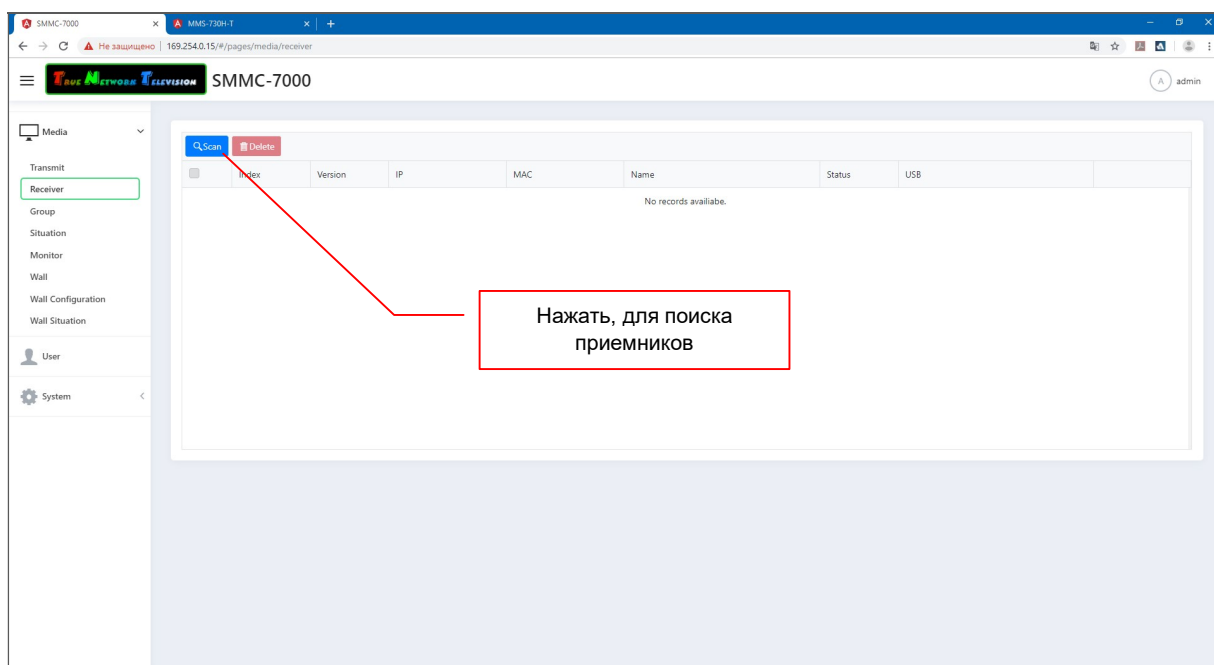 SMMC-7000
MMS-730H-T
Не защищено | 169.254.0.15/#/pages/media/receiver
True Network Television SMMC-7000
A admin
Media
Scan Delete
Transmit
Index Version IP MAC Name Status USB
Receiver
No records availiabe.
Group
Situation
Monitor
Wall
Wall Configuration
Wall Situation
Нажать, для поиска
приемников
User
System